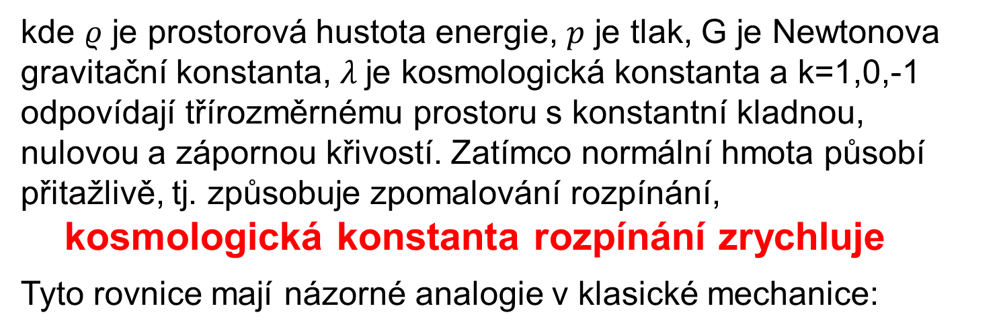 kde ϱ je prostorová hustota energie, p je tlak, G je Newtonova
gravitační konstanta, λ je kosmologická konstanta a k=1,0,-1
odpovídají třírozměrnému prostoru s konstantní kladnou,
nulovou a zápornou křivostí. Zatímco normální hmota působí
přitažlivě, tj. způsobuje zpomalování rozpínání,
kosmologická konstanta rozpínání zrychluje
Tyto rovnice mají názorné analogie v klasické mechanice: